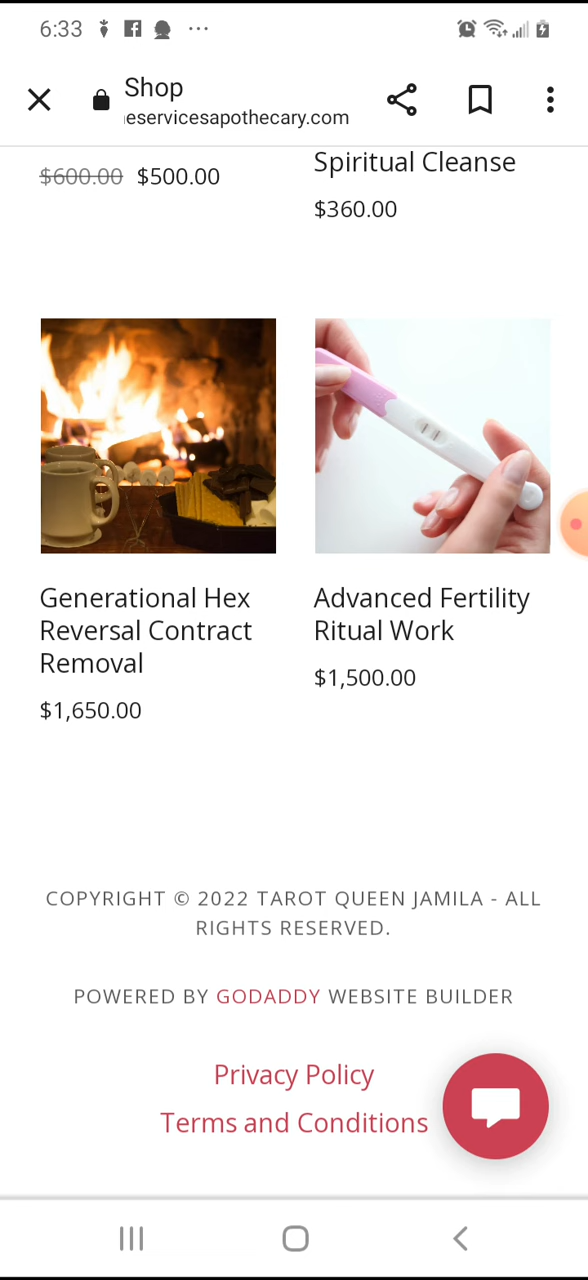 6:33
Shop
eservicesapothecary.com
$600.00 $500.00
Spiritual Cleanse
$360.00
Generational Hex
Reversal Contract
Removal
$1,650.00
Advanced Fertility
Ritual Work
$1,500.00
COPYRIGHT © 2022 TAROT QUEEN JAMILA - ALL
RIGHTS RESERVED.
POWERED BY GODADDY WEBSITE BUILDER
Privacy Policy
Terms and Conditions